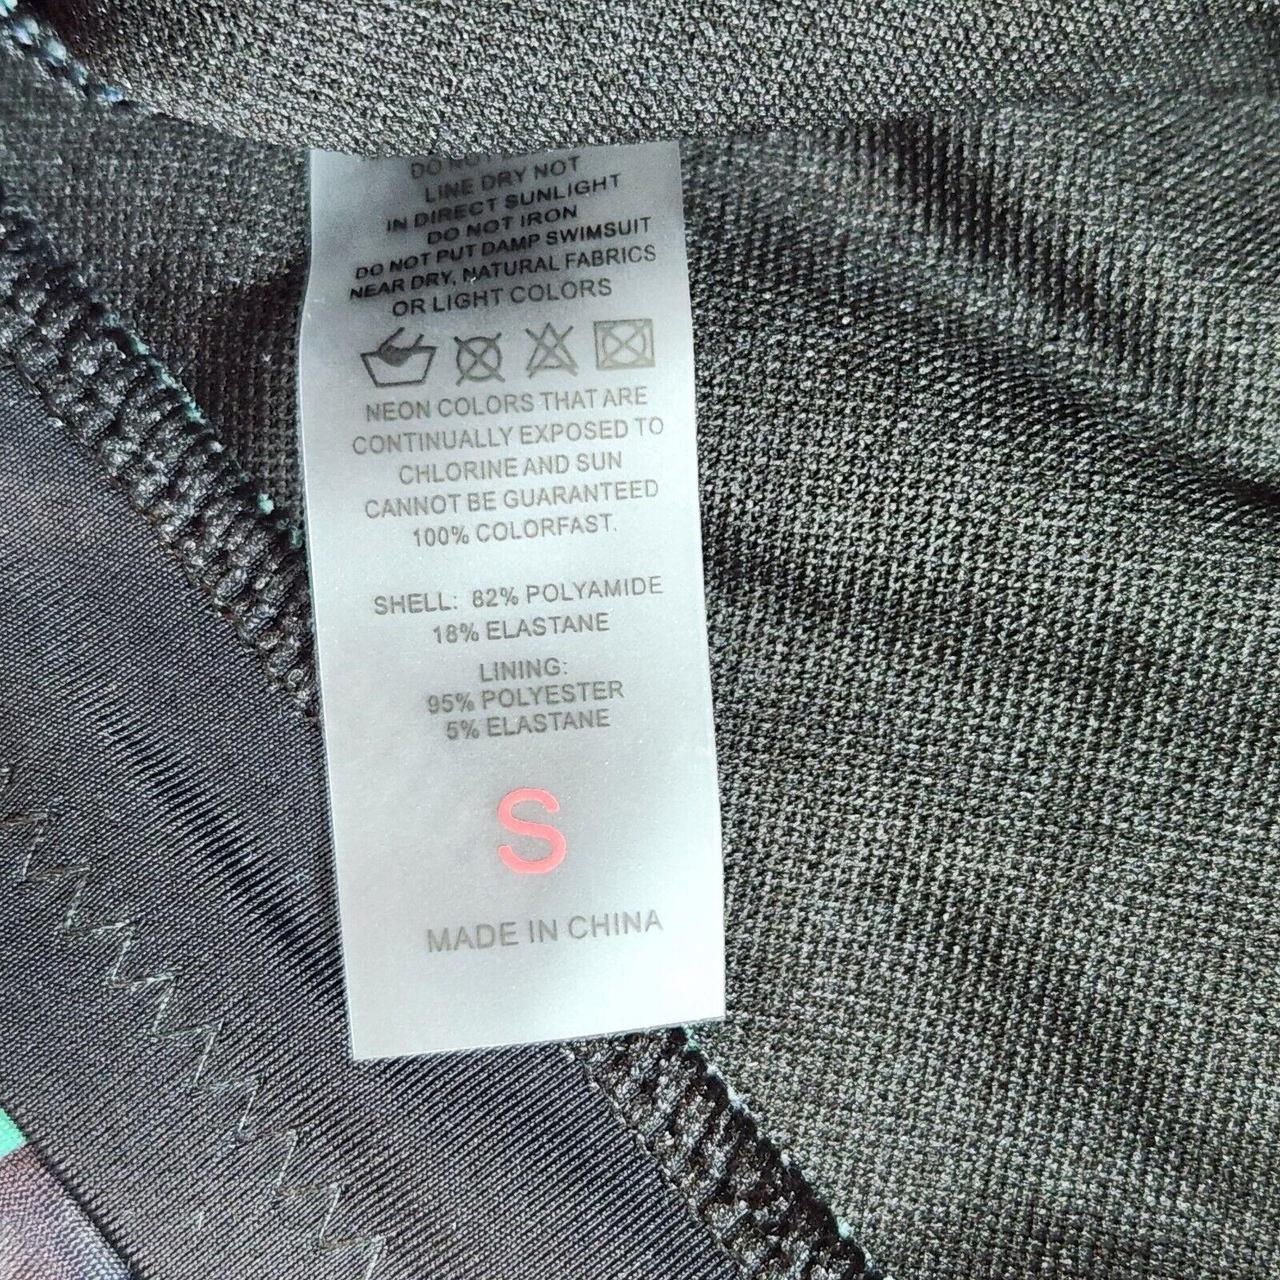 DO NOT
LINE DRY NOT
IN DIRECT SUNLIGHT
DO NOT IRON
DO NOT PUT DAMP SWIMSUIT
NEAR DRY, NATURAL FABRICS
OR LIGHT COLORS
NEON COLORS THAT ARE
CONTINUALLY EXPOSED TO
CHLORINE AND SUN
CANNOT BE GUARANTEED
100% COLORFAST.
SHELL: 82% POLYAMIDE
18% ELASTANE
LINING:
95% POLYESTER
5% ELASTANE
S
MADE IN CHINA